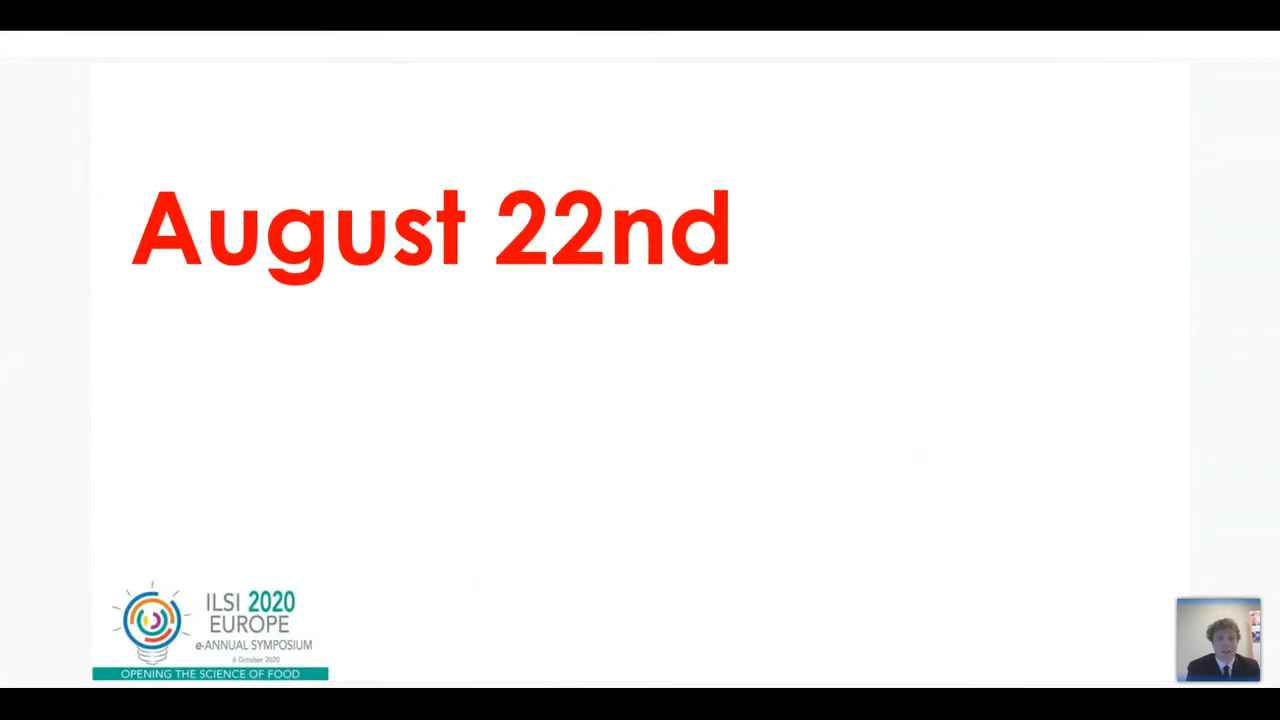 August 22nd
ILSI 2020
EUROPE
e-ANNUAL SYMPOSIUM
6 October 2020
OPENING THE SCIENCE OF FOOD